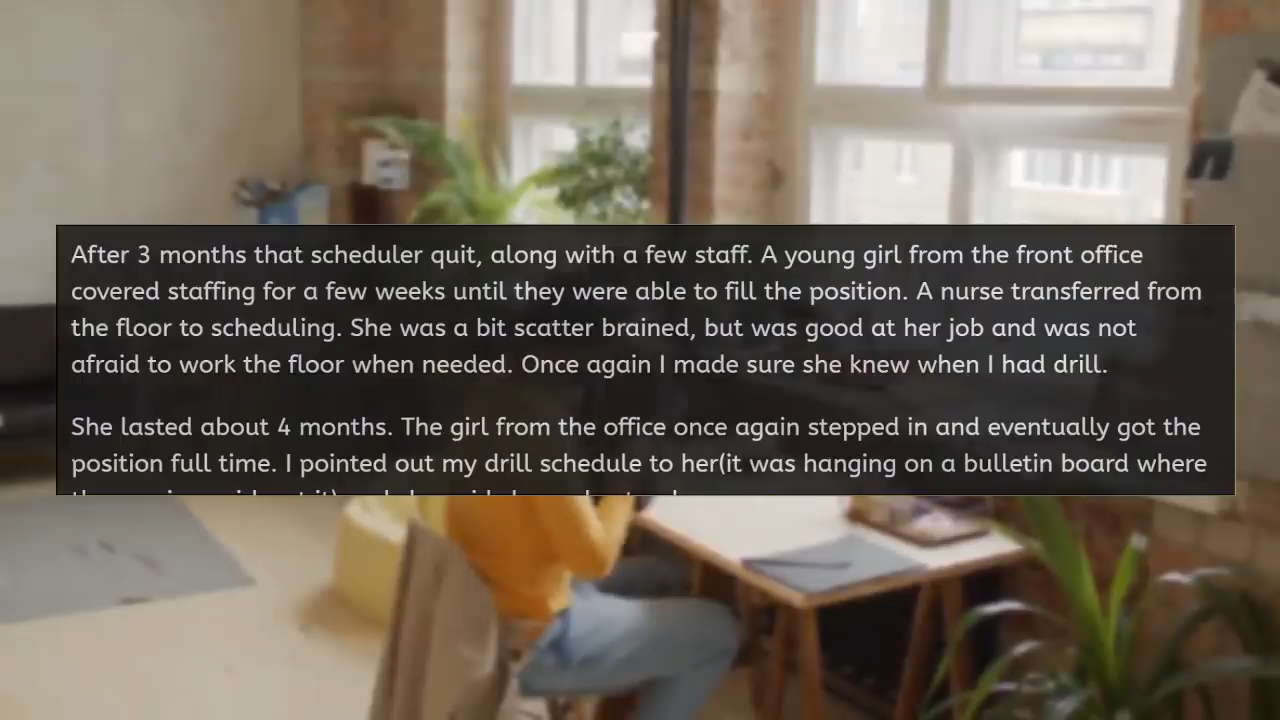 After 3 months that scheduler quit, along with a few staff. A young girl from the front office
covered staffing for a few weeks until they were able to fill the position. A nurse transferred from
the floor to scheduling. She was a bit scatter brained, but was good at her job and was not
afraid to work the floor when needed. Once again I made sure she knew when I had drill.
She lasted about 4 months. The girl from the office once again stepped in and eventually got the
position full time. I pointed out my drill schedule to her(it was hanging on a bulletin board where